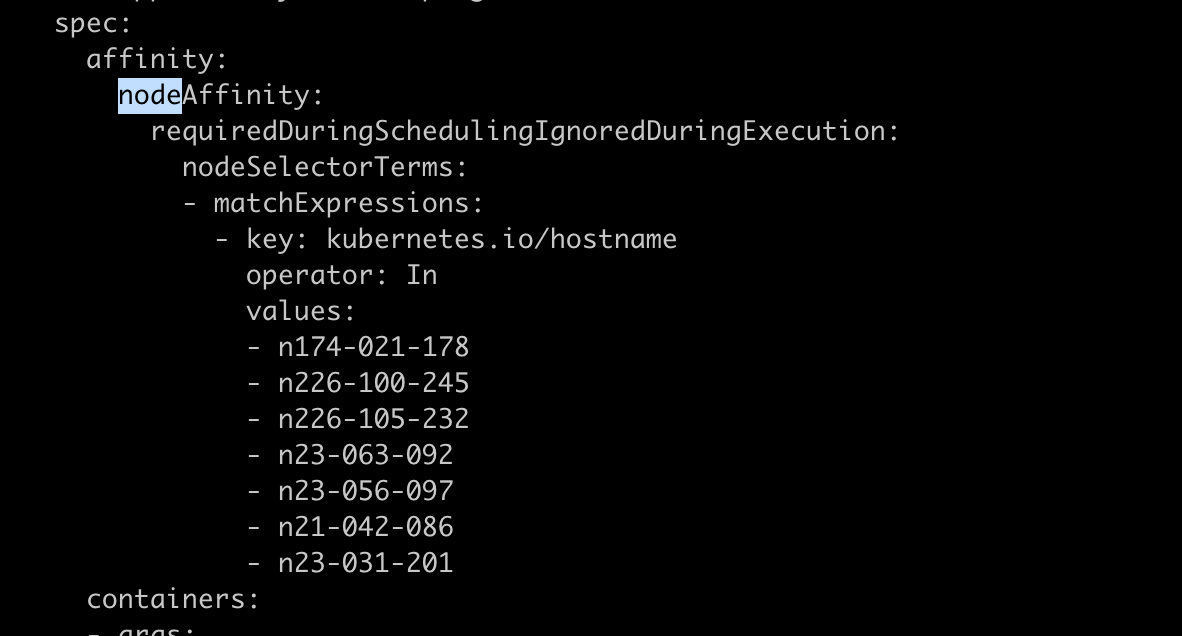 spec:
affinity:
nodeAffinity:
requiredDuringSchedulingIgnoredDuringExecution:
nodeSelectorTerms:
- matchExpressions:
- key: kubernetes.io/hostname
operator: In
values:
- n174-021-178
- n226-100-245
- n226-105-232
- n23-063-092
- n23-056-097
- n21-042-086
- n23-031-201
containers:
- args: